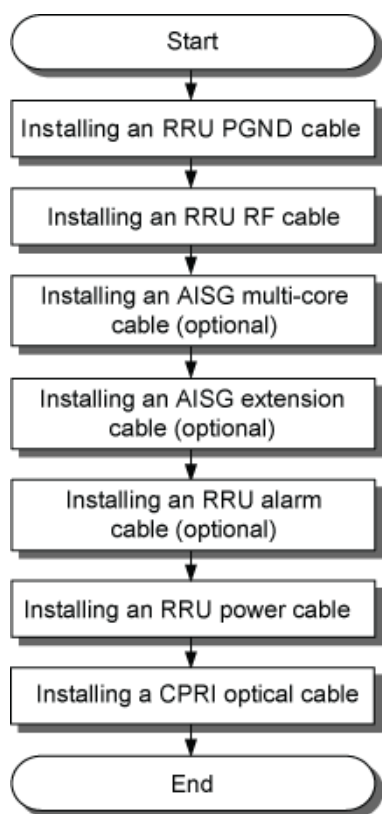 Start
Installing an RRU PGND cable
Installing an RRU RF cable
Installing an AISG multi-core
cable (optional)
Installing an AISG extension
cable (optional)
Installing an RRU alarm
cable (optional)
Installing an RRU power cable
Installing a CPRI optical cable
End